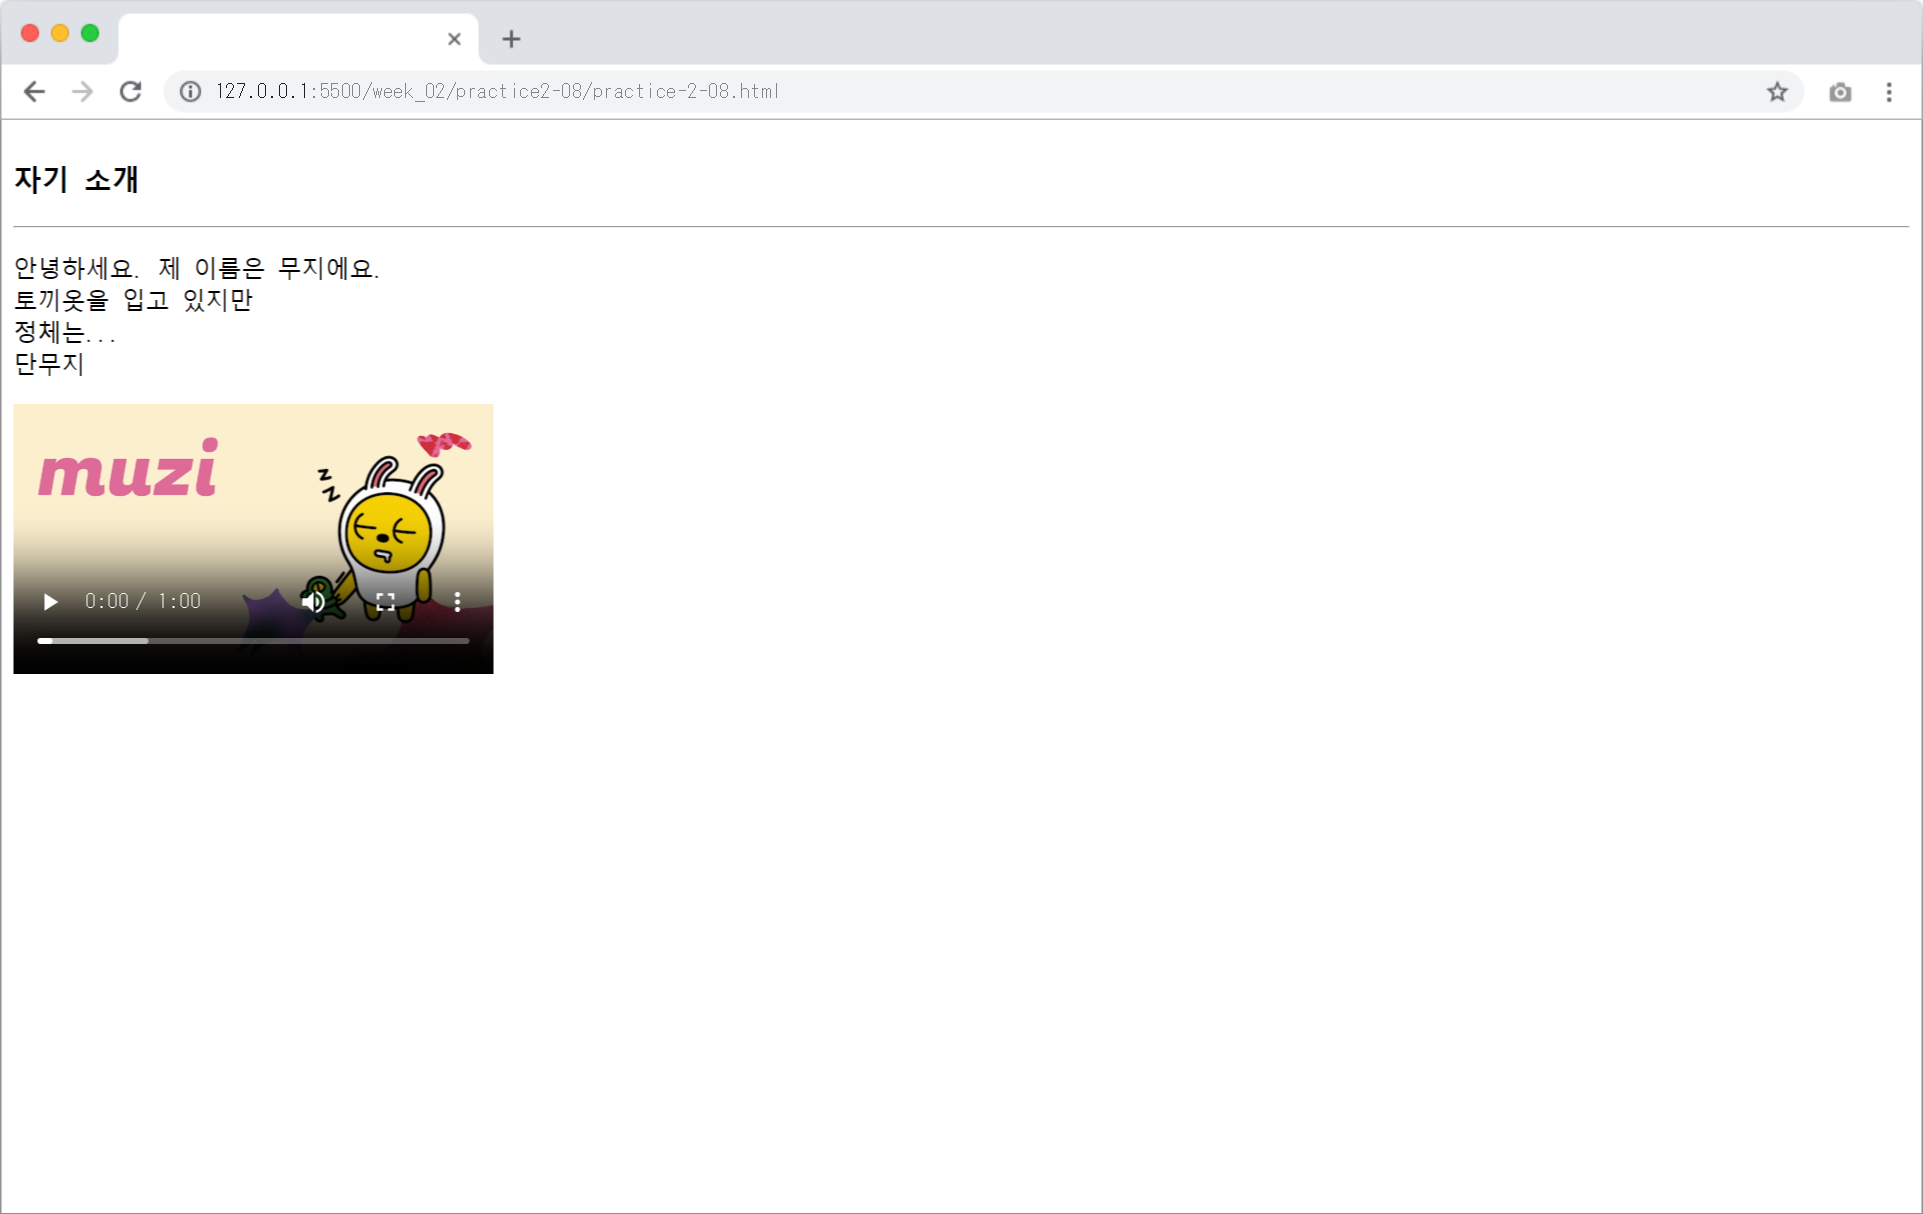 127.0.0.1:5500/week_02/practice2-08/practice-2-08.html
자기 소개
안녕하세요. 제 이름은 무지에요.
토끼옷을 입고 있지만
정체는...
단무지
muzi
z
z
0:00 / 1:00